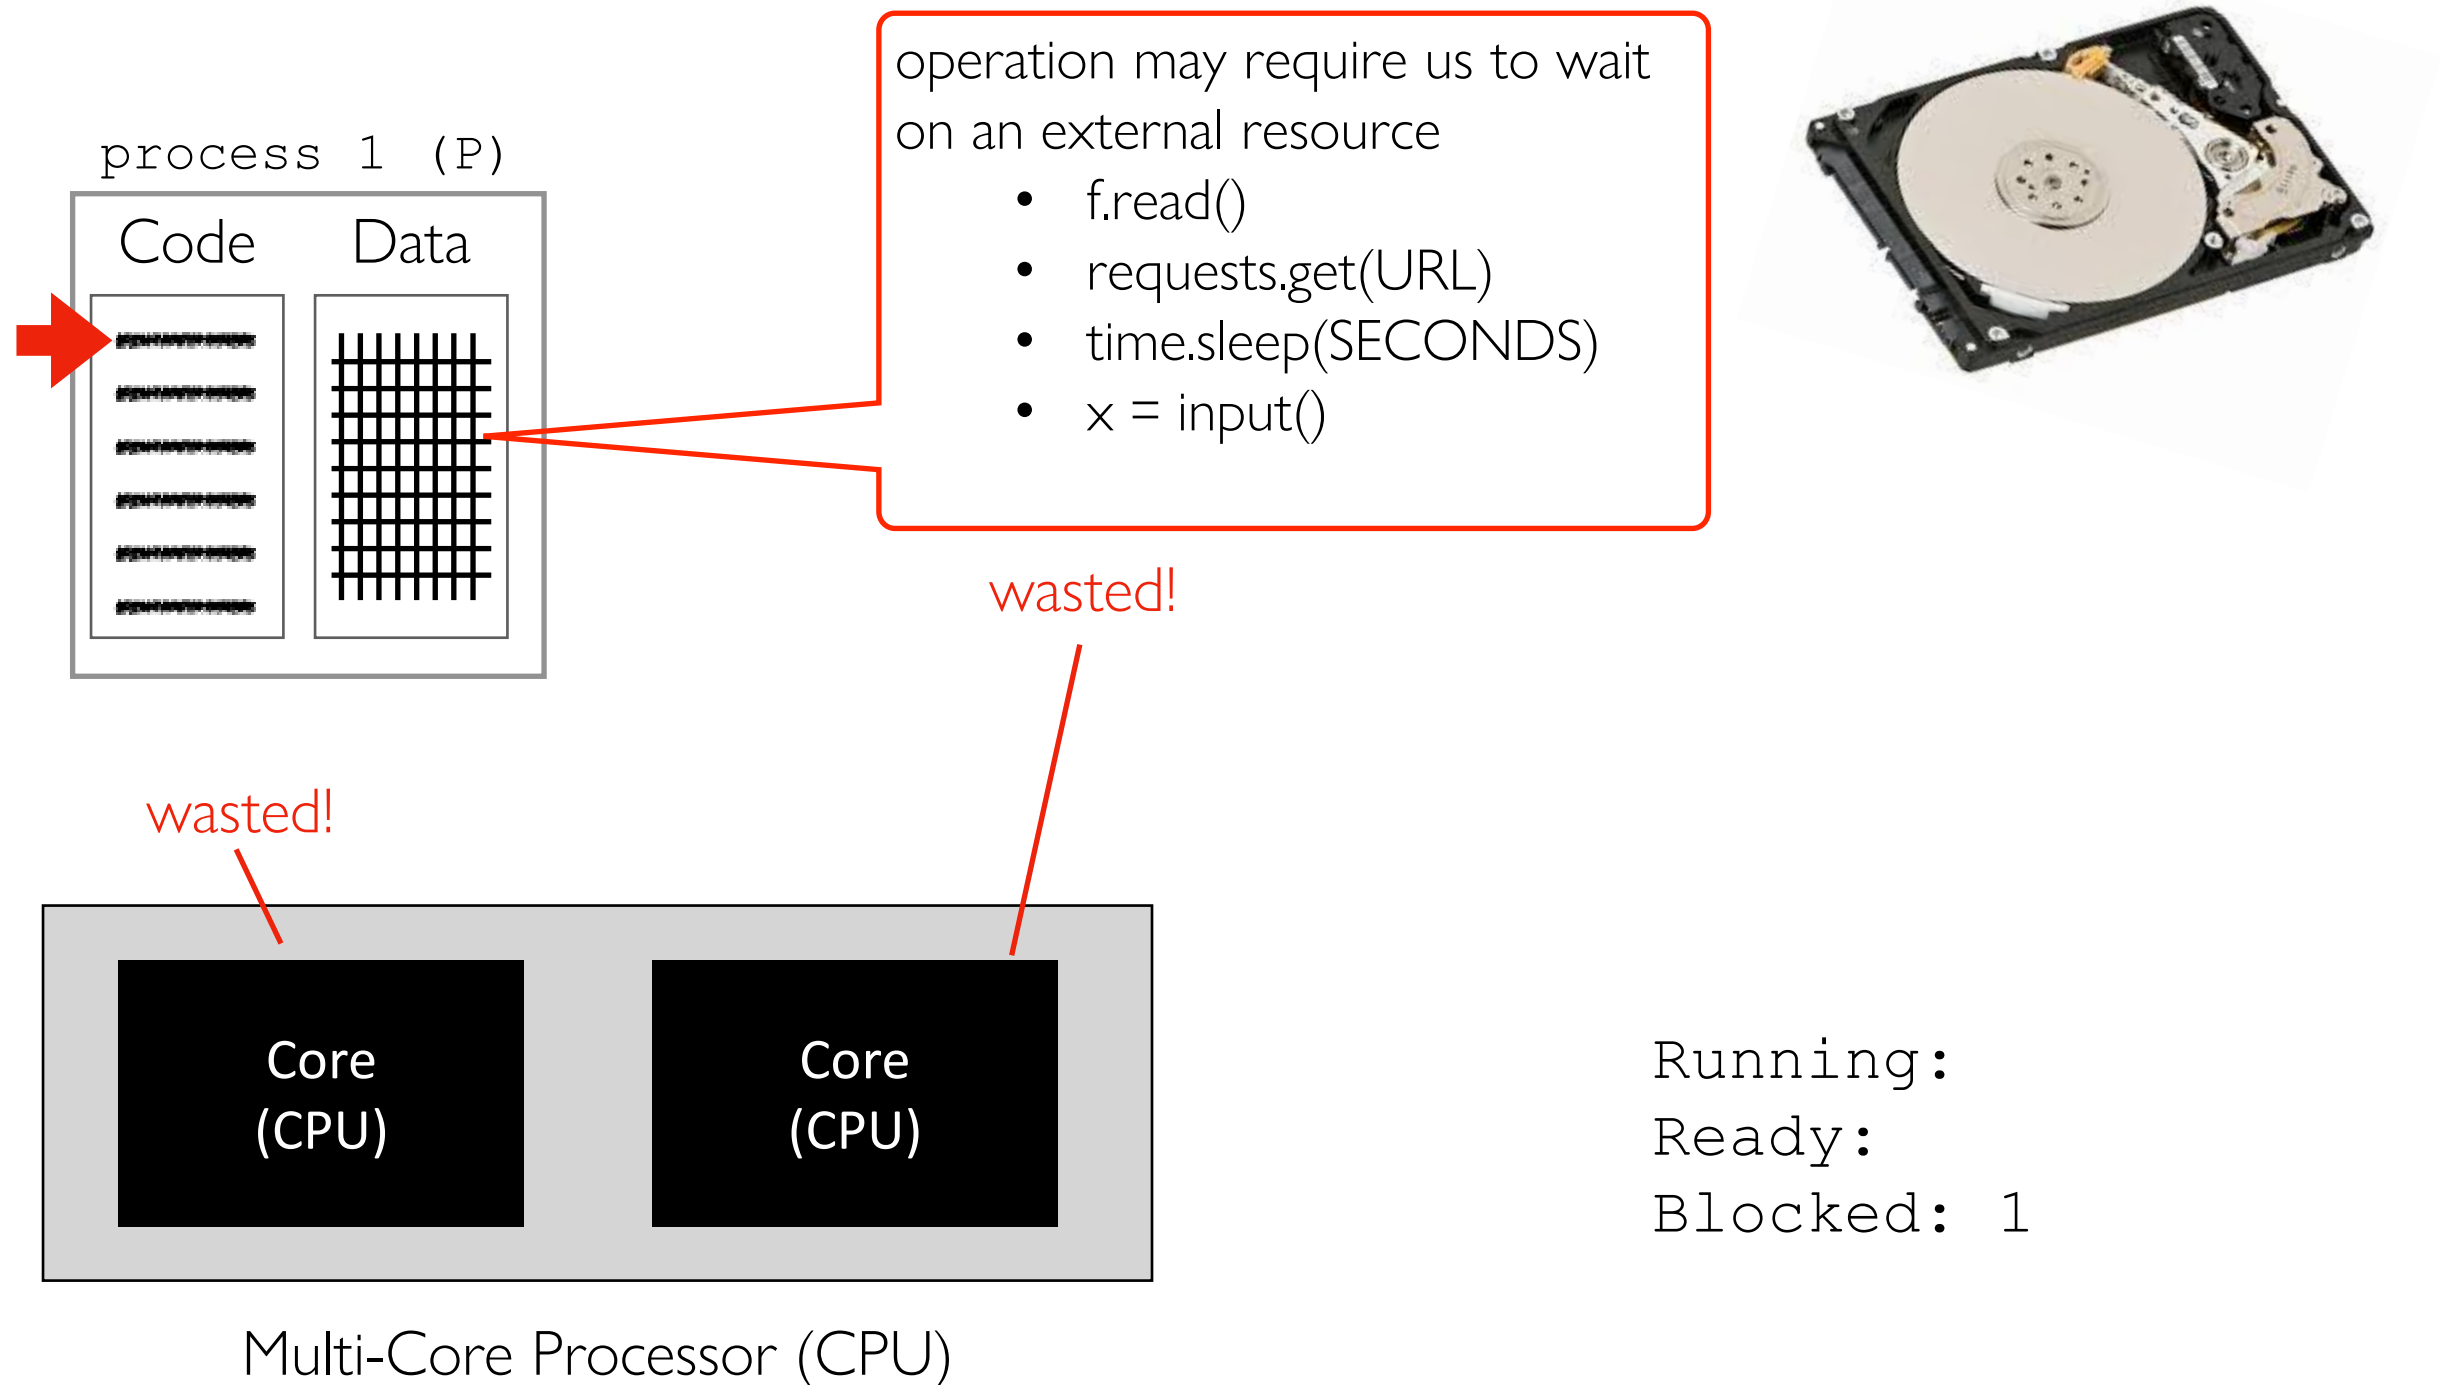 process 1 (P)
Code
Data
operation may require us to wait
on an external resource
• f.read()
• requests.get(URL)
• time.sleep(SECONDS)
• x = input()
wasted!
wasted!
Core
(CPU)
Core
(CPU)
Multi-Core Processor (CPU)
Running:
Ready:
Blocked: 1